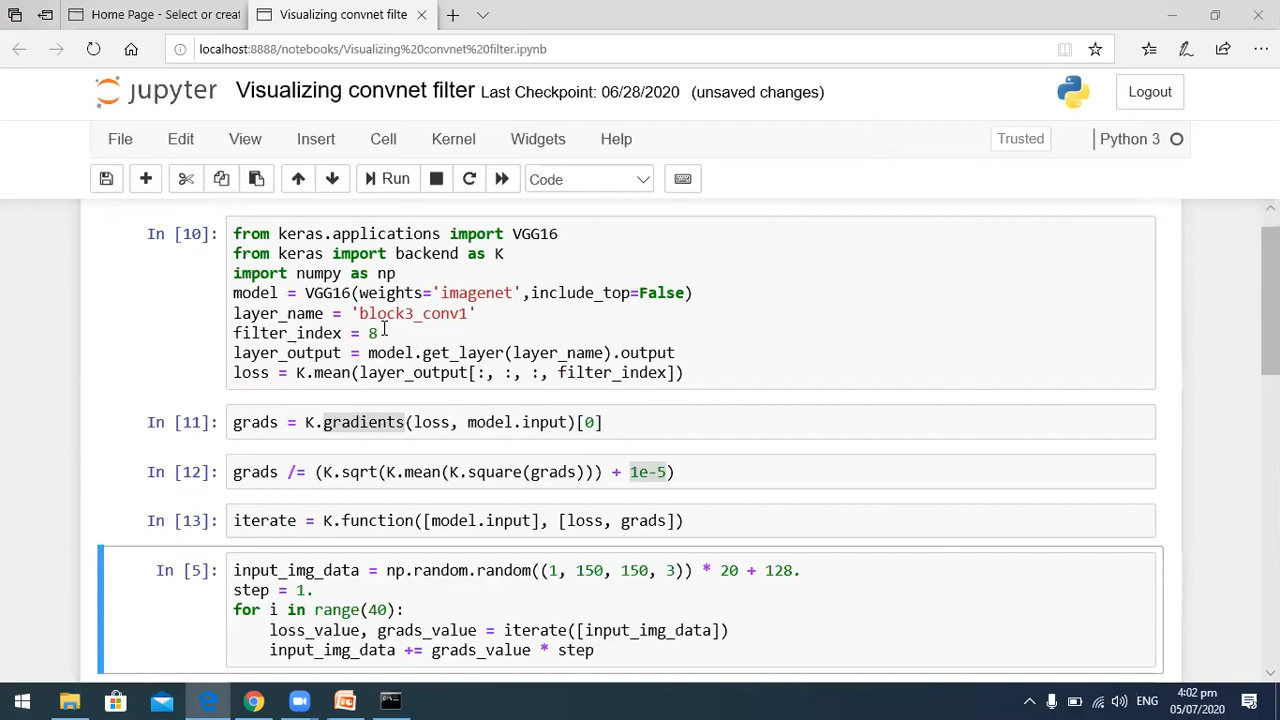 Home Page - Select or creat
Visualizing convnet filte
localhost:8888/notebooks/Visualizing%20convnet%20filter.ipynb
jupyter
Visualizing convnet filter Last Checkpoint: 06/28/2020 (unsaved changes)
Logout
File Edit View Insert Cell Kernel Widgets Help
Trusted
Python 3
Run
Code
In [10]:
from keras.applications import VGG16
from keras import backend as K
import numpy as np
model = VGG16(weights='imagenet',include_top=False)
layer_name = 'block3_conv1'
filter_index = 8
layer_output = model.get_layer(layer_name).output
loss = K.mean(layer_output[:, :, :, filter_index])
In [11]:
grads = K.gradients(loss, model.input)[0]
In [12]:
grads /= (K.sqrt(K.mean(K.square(grads))) + 1e-5)
In [13]:
iterate = K.function([model.input], [loss, grads])
In [5]:
input_img_data = np.random.random((1, 150, 150, 3)) * 20 + 128.
step = 1.
for i in range(40):
    loss_value, grads_value = iterate([input_img_data])
    input_img_data += grads_value * step
ENG
4:02 pm
05/07/2020